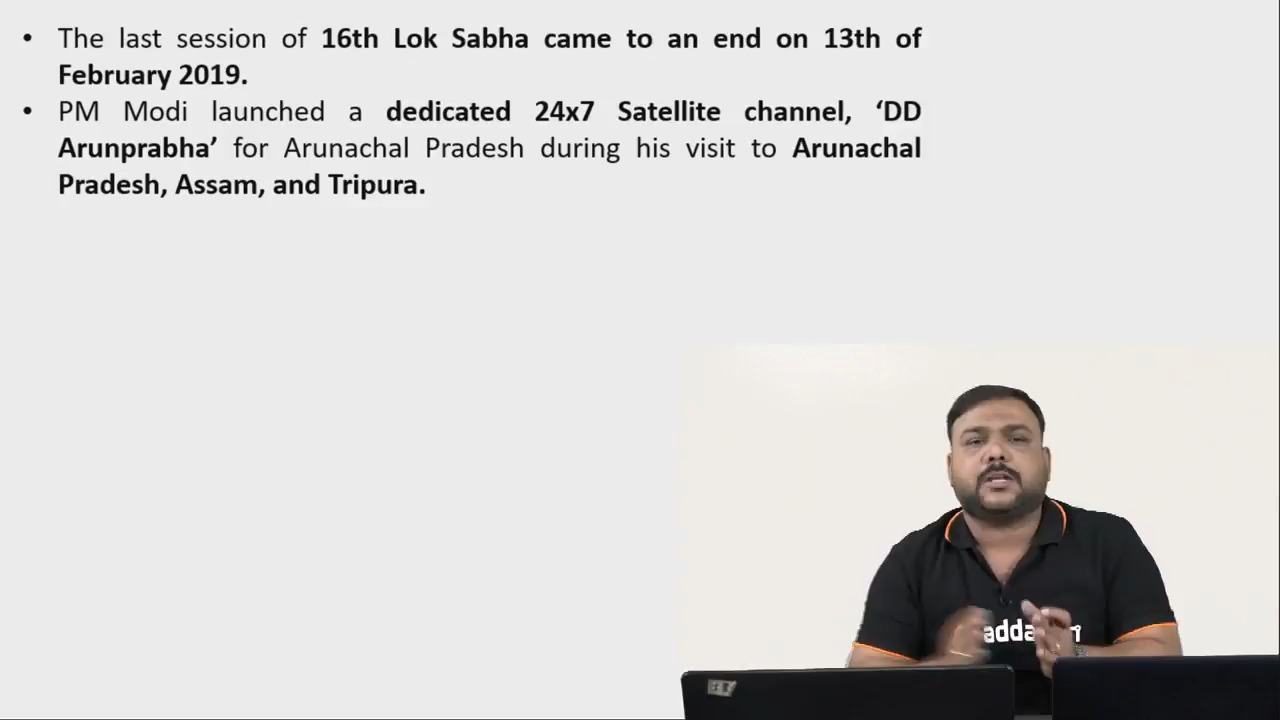 • The last session of 16th Lok Sabha came to an end on 13th of
February 2019.
• PM Modi launched a dedicated 24x7 Satellite channel, ‘DD
Arunprabha’ for Arunachal Pradesh during his visit to Arunachal
Pradesh, Assam, and Tripura.